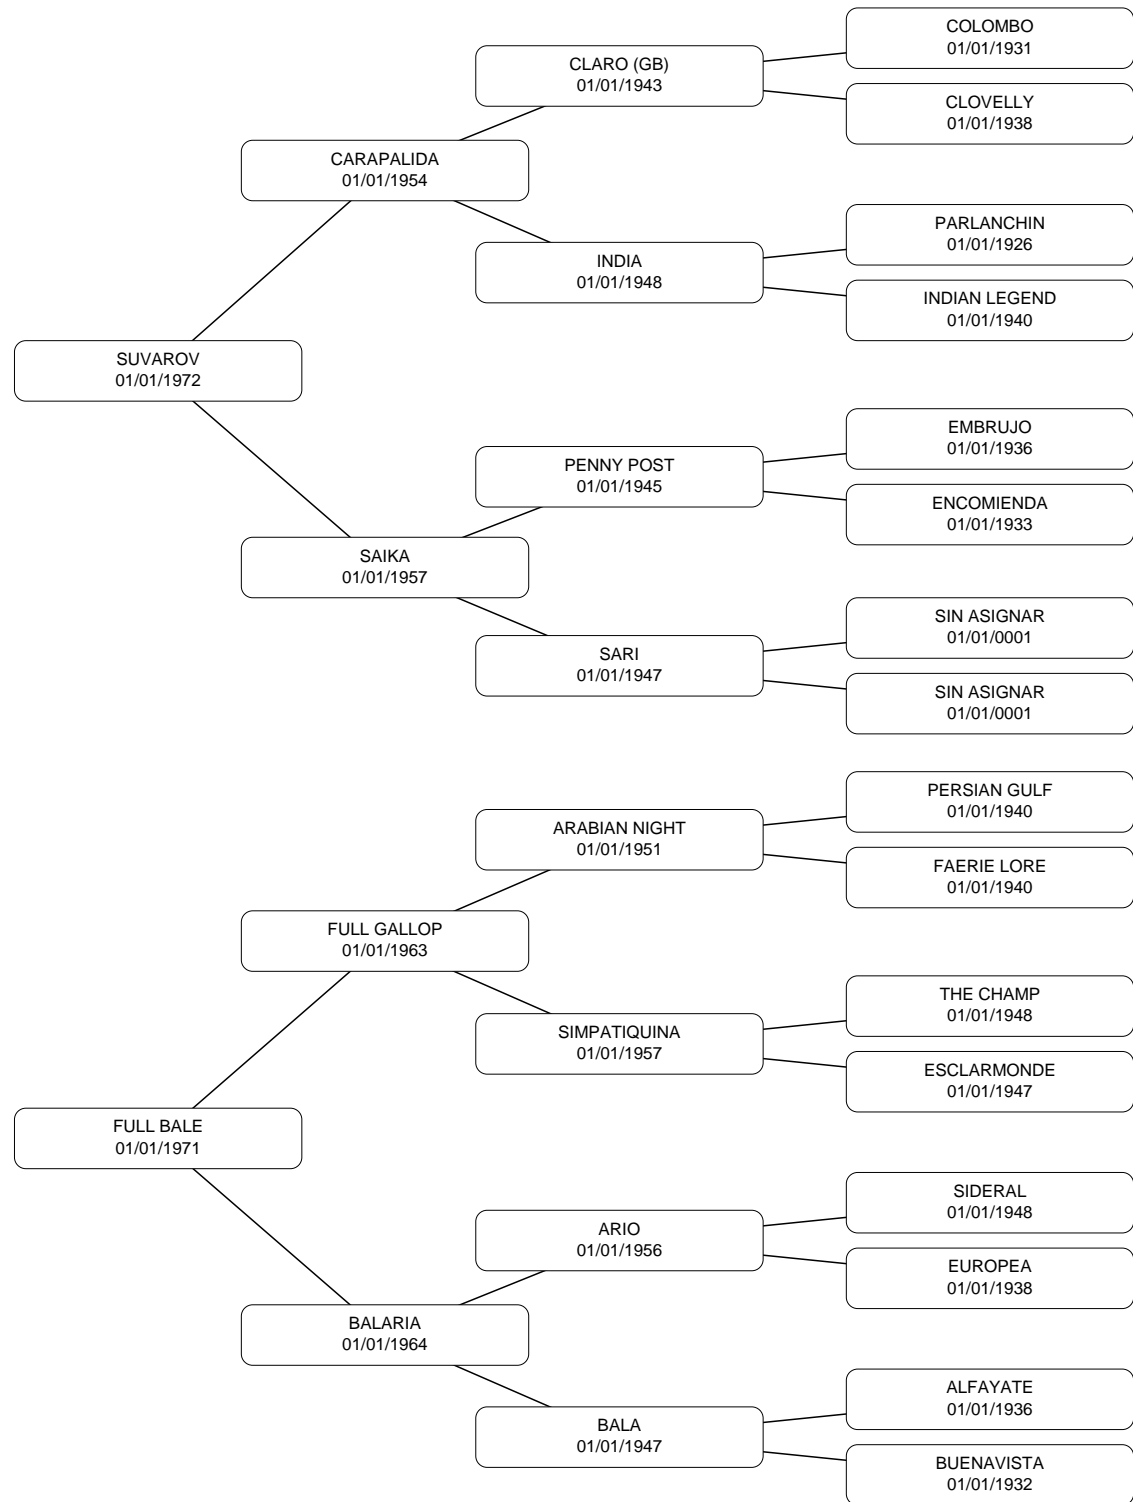 COLOMBO
01/01/1931
CLARO (GB)
01/01/1943
CLOVELLY
01/01/1938
CARAPALIDA
01/01/1954
PARLANCHIN
01/01/1926
INDIA
01/01/1948
INDIAN LEGEND
01/01/1940
SUVAROV
01/01/1972
EMBRUJO
01/01/1936
PENNY POST
01/01/1945
ENCOMIENDA
01/01/1933
SAIKA
01/01/1957
SIN ASIGNAR
01/01/0001
SARI
01/01/1947
SIN ASIGNAR
01/01/0001
PERSIAN GULF
01/01/1940
ARABIAN NIGHT
01/01/1951
FAERIE LORE
01/01/1940
FULL GALLOP
01/01/1963
THE CHAMP
01/01/1948
SIMPATIQUINA
01/01/1957
ESCLARMONDE
01/01/1947
FULL BALE
01/01/1971
SIDERAL
01/01/1948
ARIO
01/01/1956
EUROPEA
01/01/1938
BALARIA
01/01/1964
ALFAYATE
01/01/1936
BALA
01/01/1947
BUENAVISTA
01/01/1932